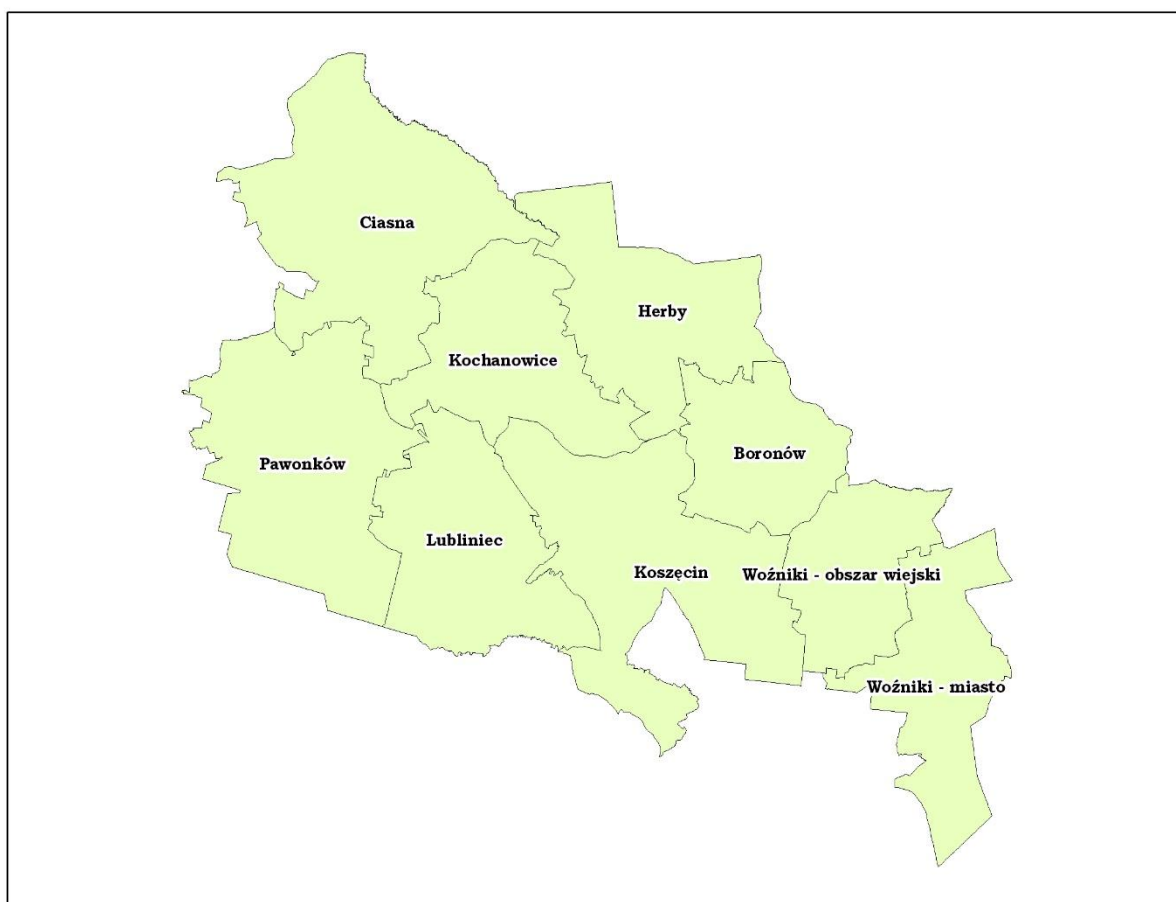 Ciasna
Herby
Kochanowice
Boronów
Pawonków
Lubliniec
Koszęcin
Woźniki - obszar wiejski
Woźniki - miasto